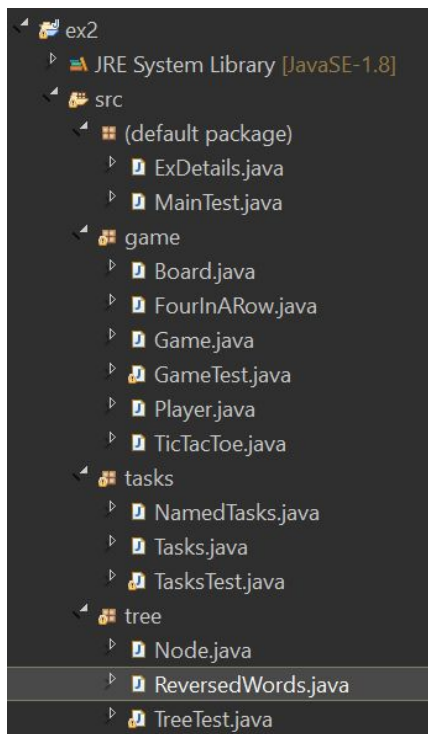 ex2
JRE System Library [JavaSE-1.8]
src
(default package)
ExDetails.java
MainTest.java
game
Board.java
FourInARow.java
Game.java
GameTest.java
Player.java
TicTacToe.java
tasks
NamedTasks.java
Tasks.java
TasksTest.java
tree
Node.java
ReversedWords.java
TreeTest.java